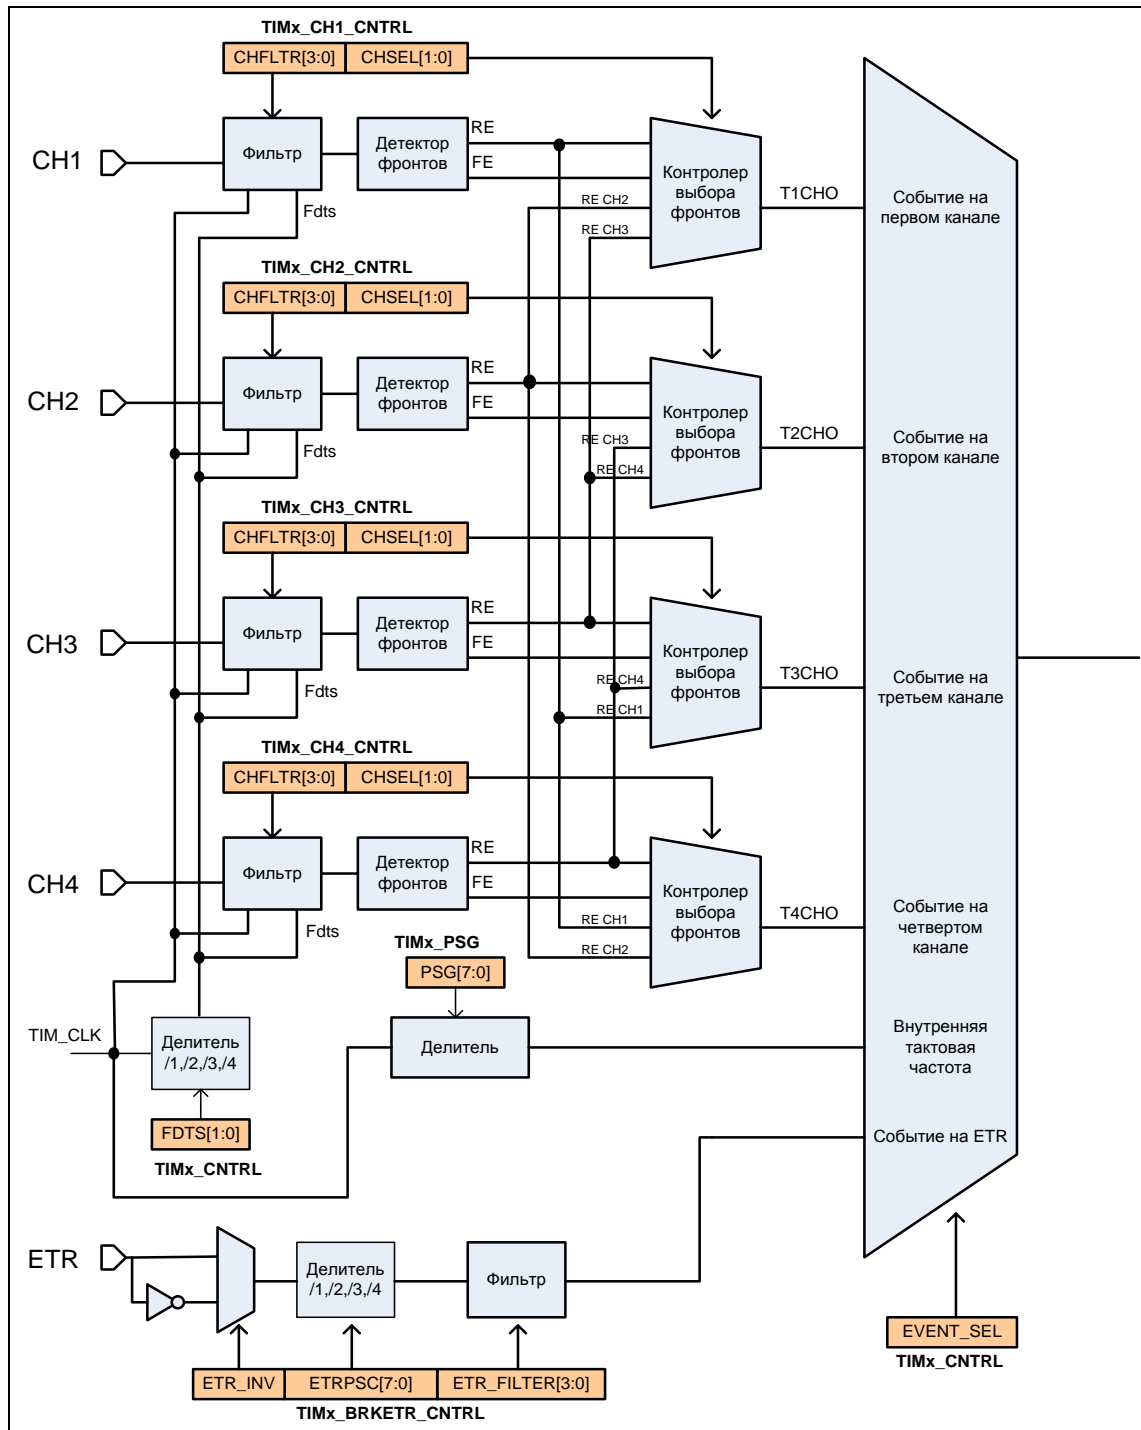 TIMx_CH1_CNTRL
CHFLTR[3:0] CHSEL[1:0]
CH1
Фильтр
Детектор
фронтов
RE
FE
RE CH2
RE CH3
Контролер
выбора
фронтов
T1CHO
Событие на
первом канале
Fdts
TIMx_CH2_CNTRL
CHFLTR[3:0] CHSEL[1:0]
CH2
Фильтр
Детектор
фронтов
RE
FE
RE CH3
RE CH4
Контролер
выбора
фронтов
T2CHO
Событие на
втором канале
Fdts
TIMx_CH3_CNTRL
CHFLTR[3:0] CHSEL[1:0]
CH3
Фильтр
Детектор
фронтов
RE
FE
RE CH4
RE CH1
Контролер
выбора
фронтов
T3CHO
Событие на
третьем канале
Fdts
TIMx_CH4_CNTRL
CHFLTR[3:0] CHSEL[1:0]
CH4
Фильтр
Детектор
фронтов
RE
FE
RE CH1
RE CH2
Контролер
выбора
фронтов
T4CHO
Событие на
четвертом
канале
Fdts
TIMx_PSG
PSG[7:0]
TIM_CLK
Делитель
/1,/2,/3,/4
Делитель
Внутренняя
тактовая
частота
FDTS[1:0]
TIMx_CNTRL
Событие на ETR
ETR
Делитель
/1,/2,/3,/4
Фильтр
EVENT_SEL
TIMx_CNTRL
ETR_INV ETRPSC[7:0] ETR_FILTER[3:0]
TIMx_BRKETR_CNTRL